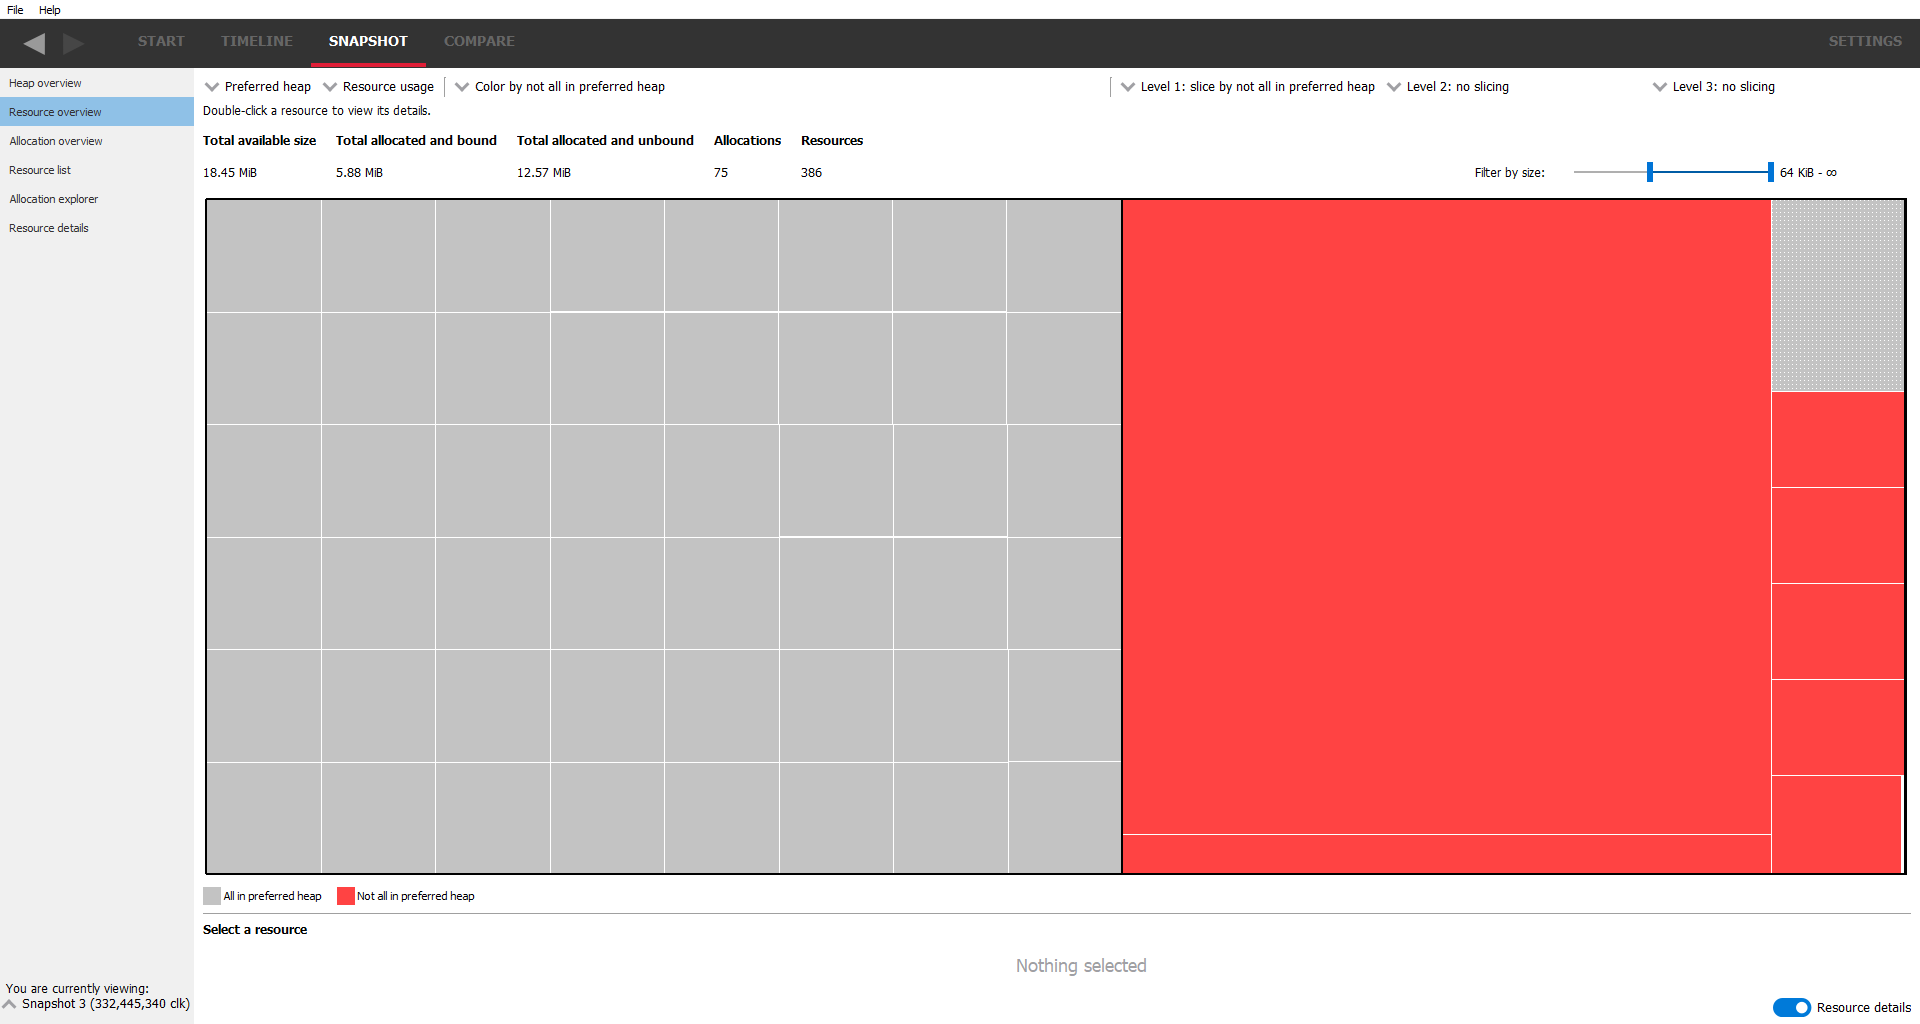 File Help
START TIMELINE SNAPSHOT COMPARE SETTINGS
Heap overview
Resource overview
Allocation overview
Resource list
Allocation explorer
Resource details
Preferred heap Resource usage Color by not all in preferred heap Level 1: slice by not all in preferred heap Level 2: no slicing Level 3: no slicing
Double-click a resource to view its details.
Total available size Total allocated and bound Total allocated and unbound Allocations Resources
18.45 MiB 5.88 MiB 12.57 MiB 75 386 Filter by size: 64 KiB - ∞
All in preferred heap Not all in preferred heap
Select a resource
Nothing selected
You are currently viewing:
Snapshot 3 (332,445,340 clk)
Resource details